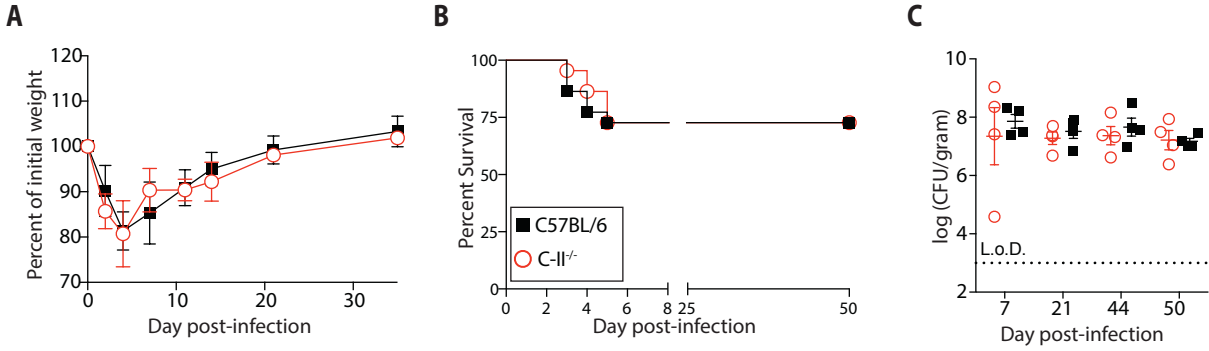 A
Percent of initial weight
120
110
100
90
80
70
0
10
20
30
Day post-infection
B
Percent Survival
100
75
50
25
0
C57BL/6
C-II-/-
0
2
4
6
8
25
50
Day post-infection
C
log (CFU/gram)
10
8
6
4
2
L.o.D.
7
21
44
50
Day post-infection